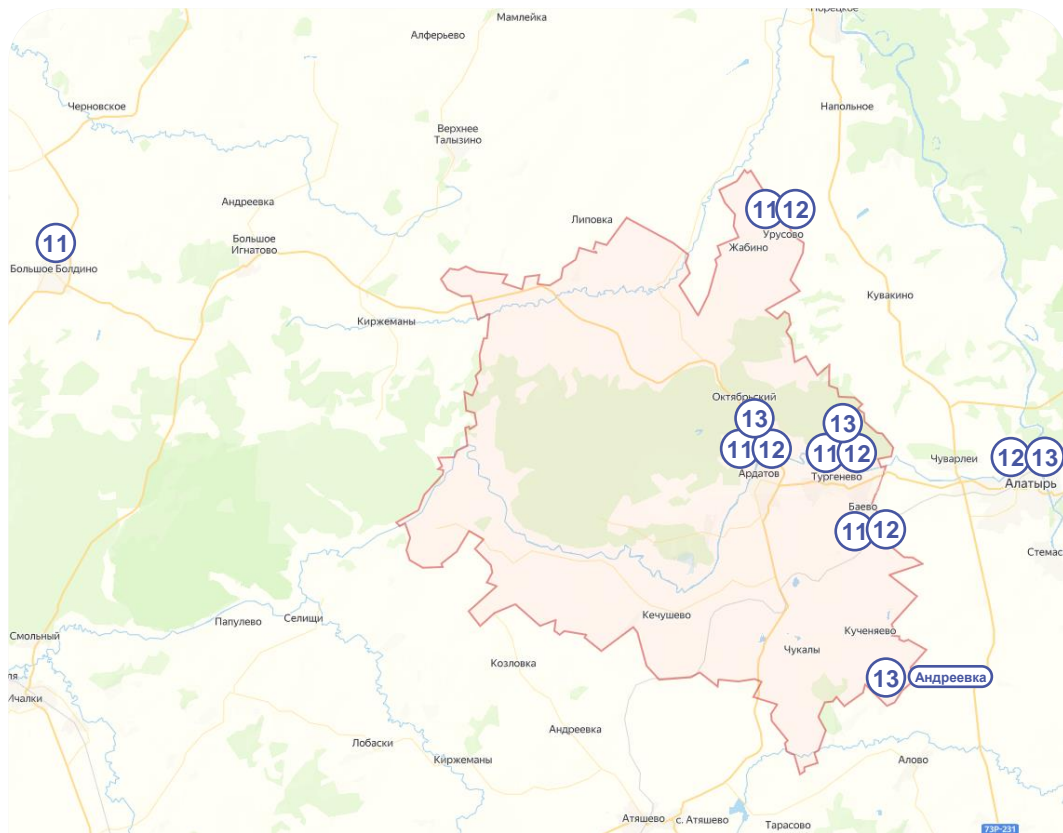 Порецкое
Мамлейка
Алферьево
Черновское
Напольное
Верхнее
Талызино
Андреевка
Липовка
11
12
Урусово
11
Большое
Игнатово
Жабино
Большое Болдино
Кувакино
Киржеманы
Октябрьский
13
13
11
12
11
12
12
13
Чуварлеи
Ардатов
Тургенево
Алатырь
Баево
11
12
Стемас
Кечушево
Папулево
Селищи
Кученяево
Смольный
Чукалы
Козловка
ля
13
Андреевка
Ичалки
Андреевка
Лобаски
Киржеманы
Алово
Атяшево
с. Атяшево
Тарасово
73Р-231